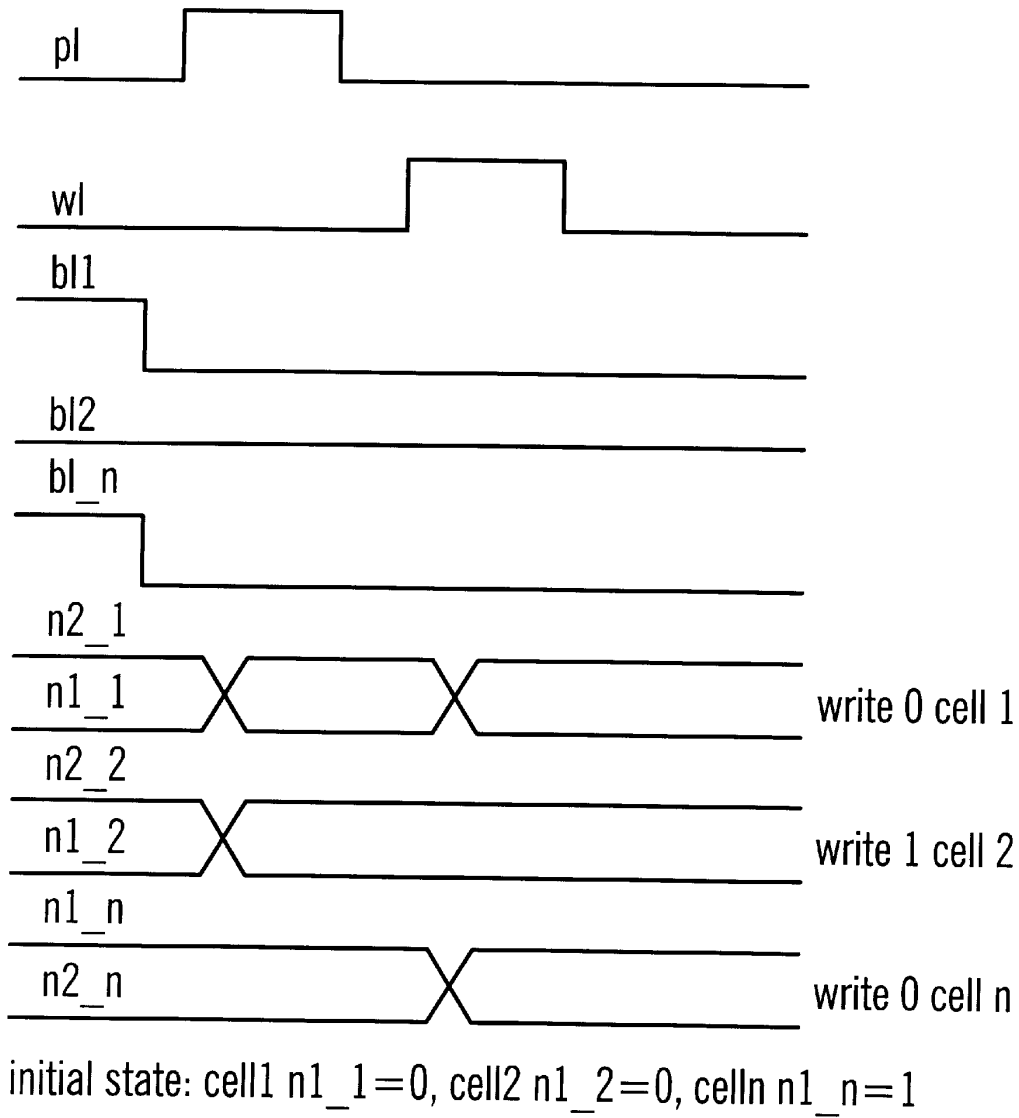 pl
wl
bl1
bl2
bl_n
n2_1
n1_1
write 0 cell 1
n2_2
n1_2
write 1 cell 2
n1_n
n2_n
write 0 cell n
initial state: cell1 n1_1=0, cell2 n1_2=0, celln n1_n=1